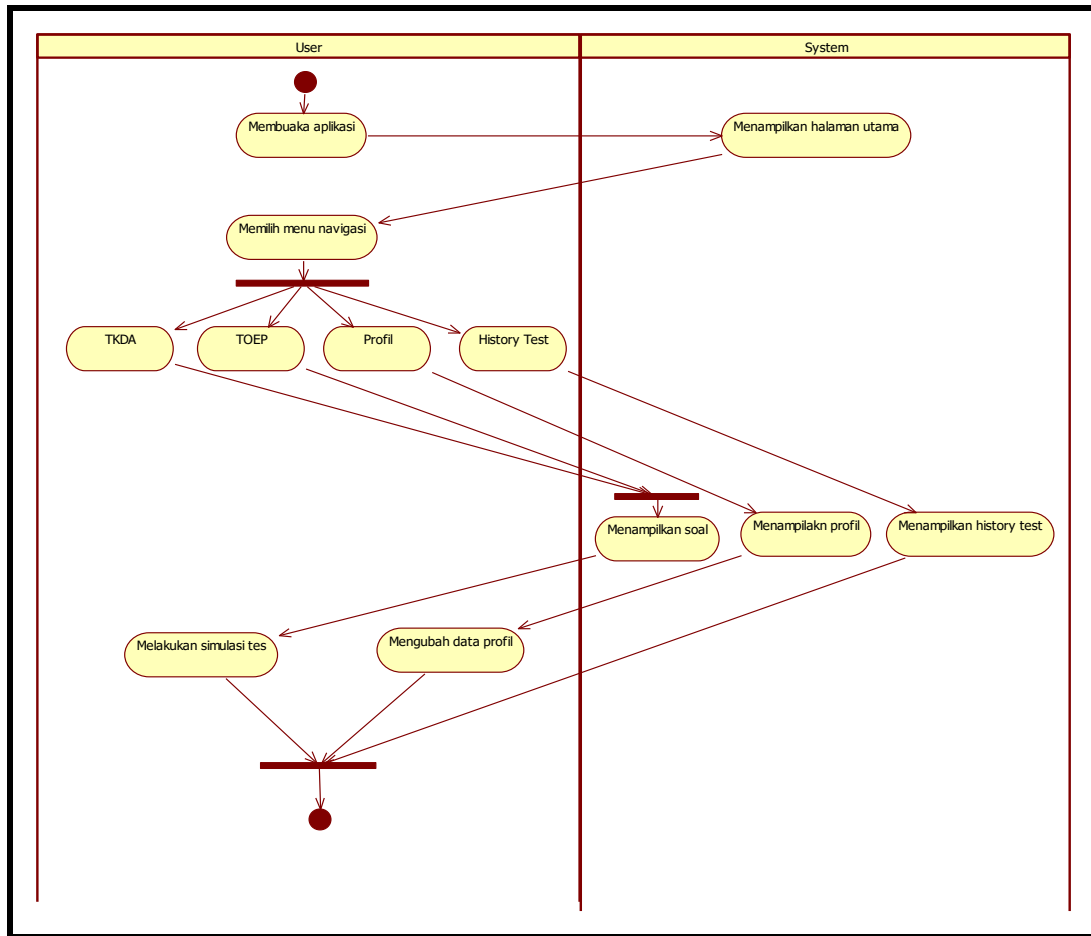 User
System
Membuaka aplikasi
Menampilkan halaman utama
Memilih menu navigasi
TKDA
TOEP
Profil
History Test
Menampilkan soal
Menampilakn profil
Menampilkan history test
Melakukan simulasi tes
Mengubah data profil